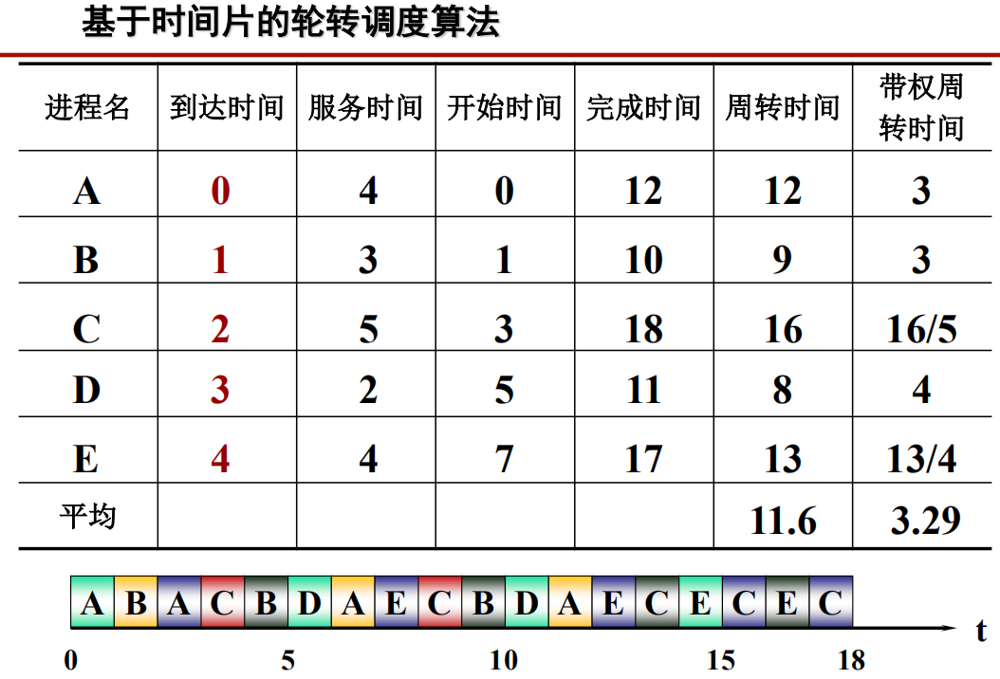 基于时间片的轮转调度算法
进程名 到达时间 服务时间 开始时间 完成时间 周转时间 带权周
转时间
A 0 4 0 12 12 3
B 1 3 1 10 9 3
C 2 5 3 18 16 16/5
D 3 2 5 11 8 4
E 4 4 7 17 13 13/4
平均 11.6 3.29
A B A C B D A E C B D A E C E C E C
t
0 5 10 15 18